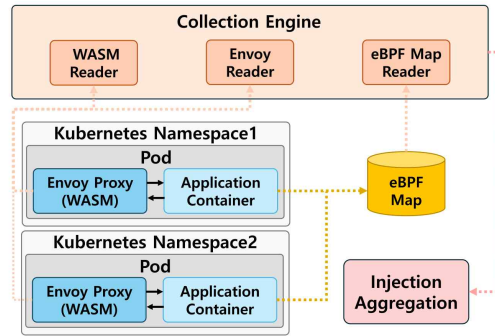 Collection Engine
WASM
Reader
Envoy
Reader
eBPF Map
Reader
Kubernetes Namespace1
Pod
Envoy Proxy
(WASM)
Application
Container
eBPF
Map
Kubernetes Namespace2
Pod
Envoy Proxy
(WASM)
Application
Container
Injection
Aggregation